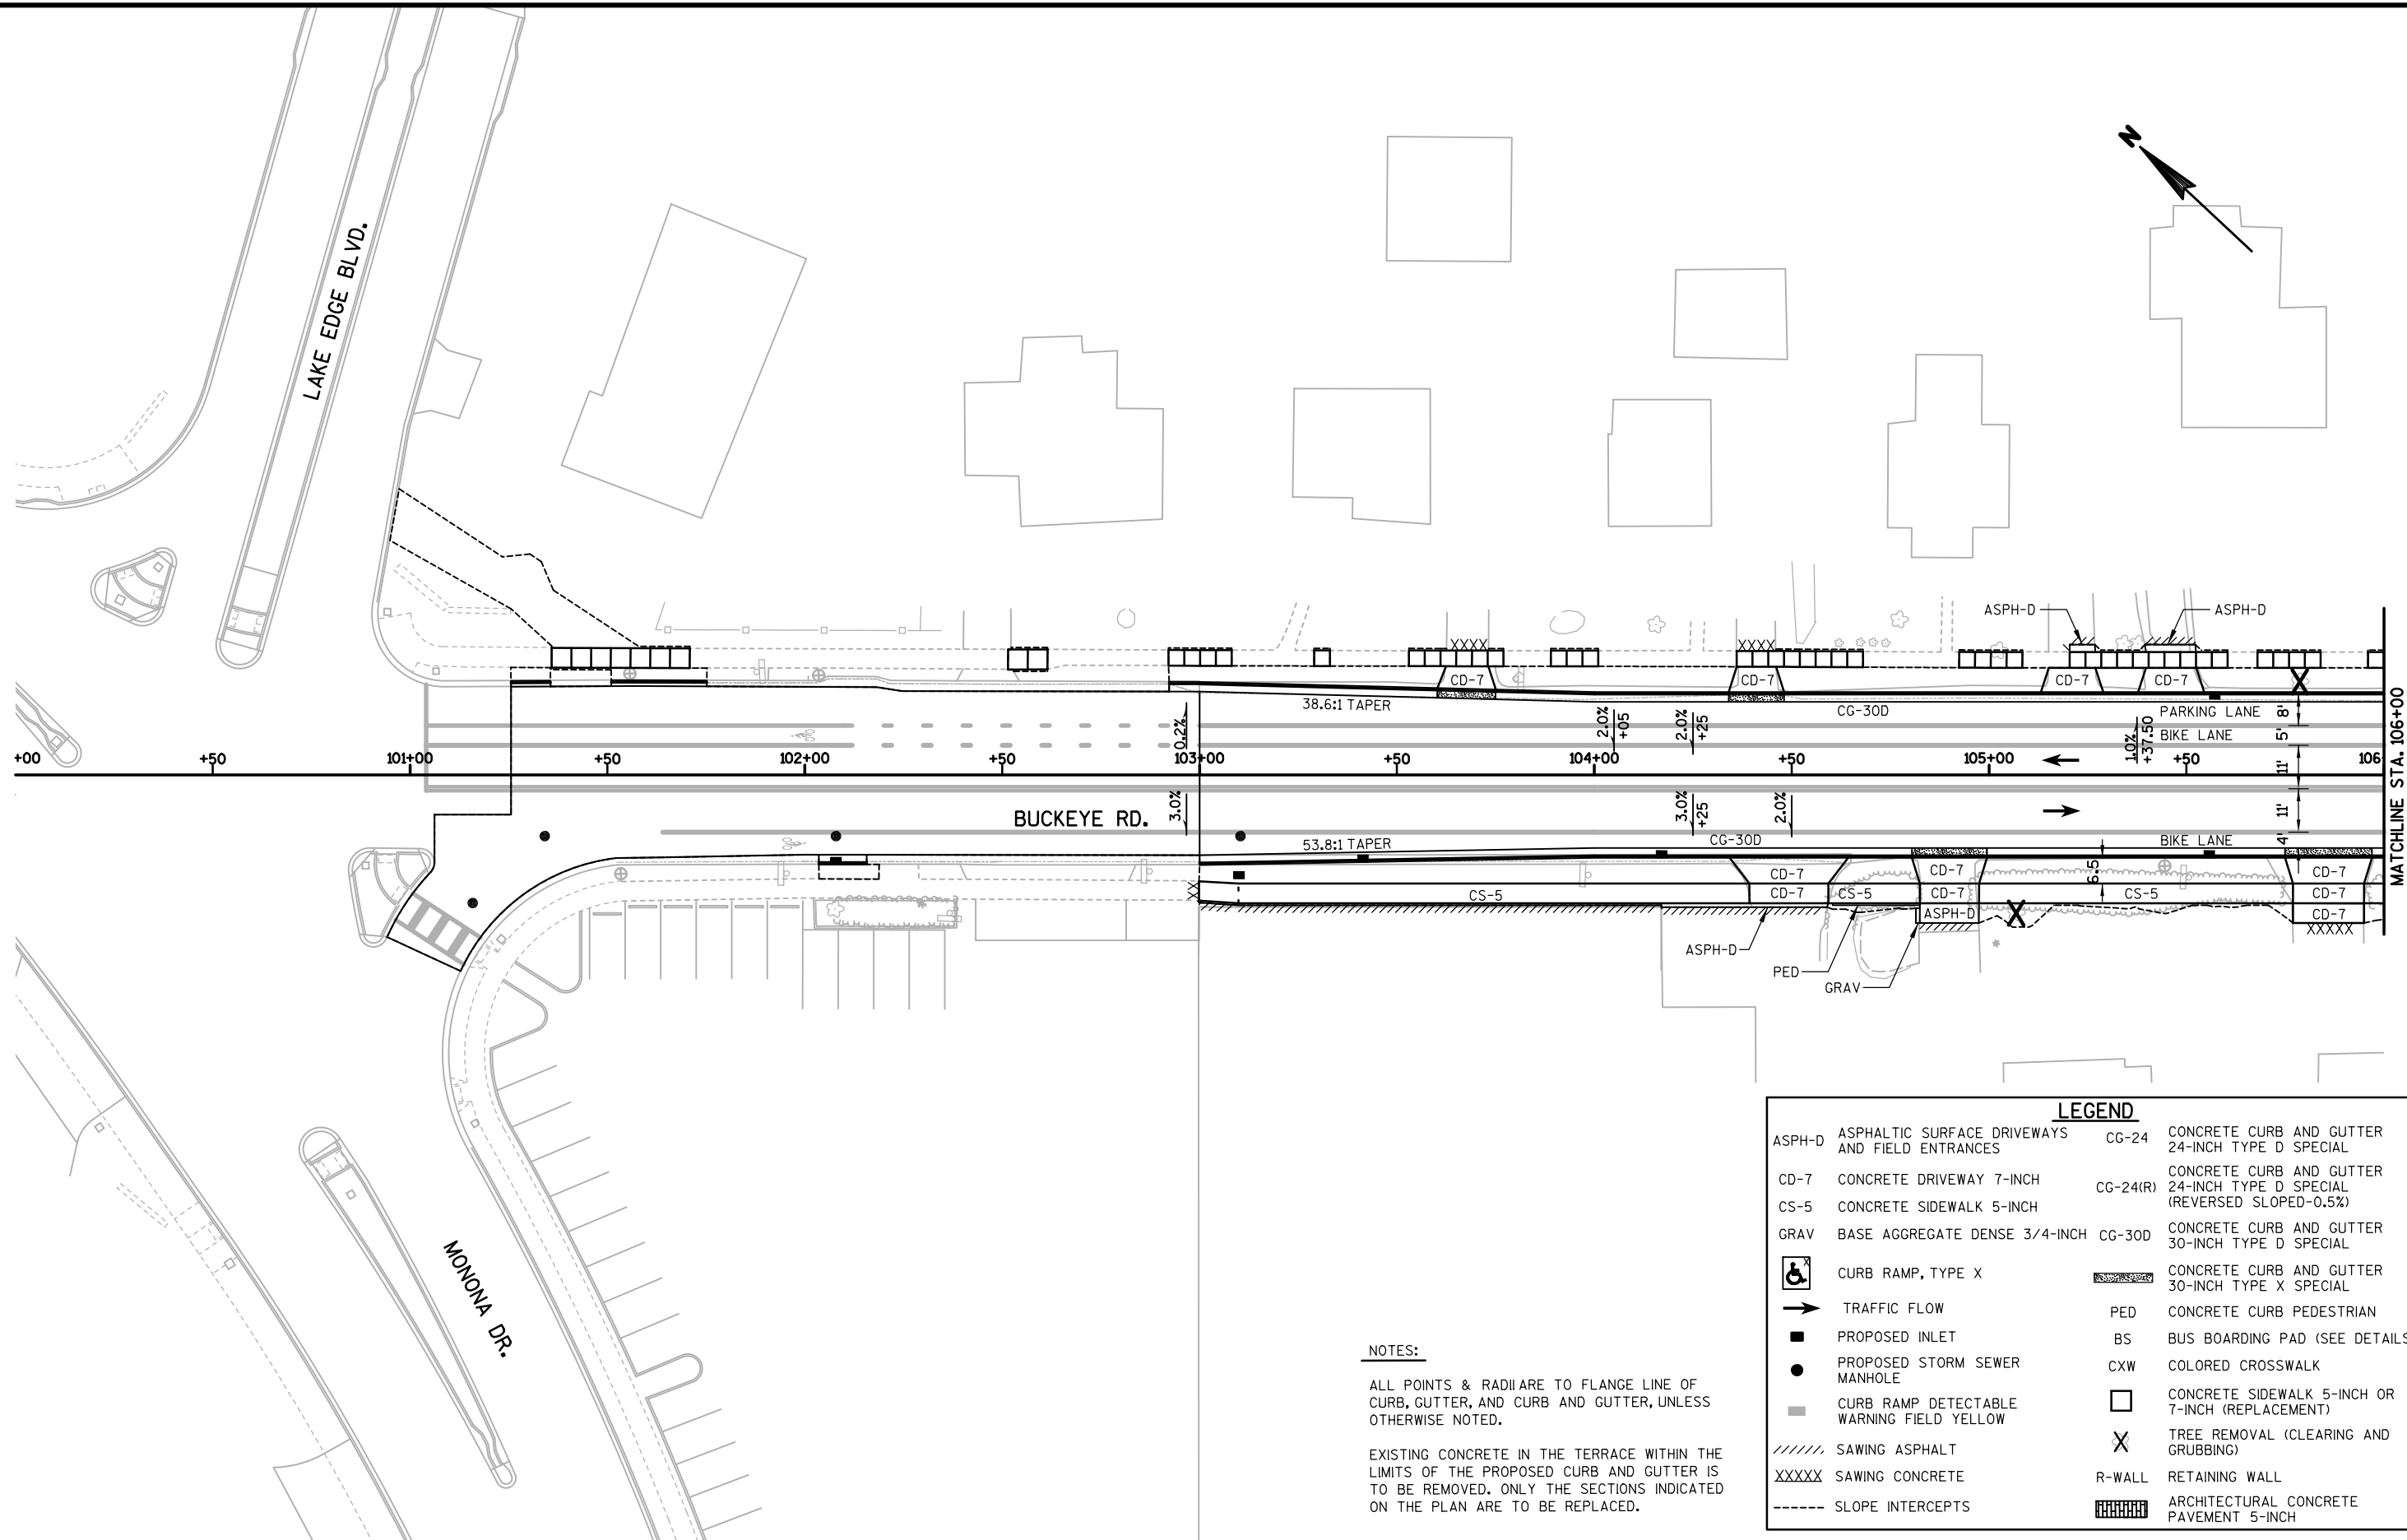 N
LAKE EDGE BLVD.
ASPH-D
ASPH-D
CD-7
CD-7
CD-7
CD-7
38.6:1 TAPER
CG-30D
PARKING LANE
8'
BIKE LANE
5'
0.2%
2.0%
+05
2.0%
+25
1.0%
+37.50
+00
+50
101+00
+50
102+00
+50
103+00
+50
104+00
+50
105+00
+50
106
11'
11'
MATCHLINE STA. 106+00
BUCKEYE RD.
3.0%
3.0%
+25
2.0%
53.8:1 TAPER
CG-30D
BIKE LANE
4'
6.5
CD-7
CD-7
CD-7
CS-5
CD-7
CS-5
CD-7
CS-5
CD-7
ASPH-D
CD-7
ASPH-D
PED
GRAV
MONONA DR.
NOTES:
ALL POINTS & RADII ARE TO FLANGE LINE OF
CURB, GUTTER, AND CURB AND GUTTER, UNLESS
OTHERWISE NOTED.
EXISTING CONCRETE IN THE TERRACE WITHIN THE
LIMITS OF THE PROPOSED CURB AND GUTTER IS
TO BE REMOVED. ONLY THE SECTIONS INDICATED
ON THE PLAN ARE TO BE REPLACED.
LEGEND
ASPH-D ASPHALTIC SURFACE DRIVEWAYS
AND FIELD ENTRANCES
CD-7 CONCRETE DRIVEWAY 7-INCH
CS-5 CONCRETE SIDEWALK 5-INCH
GRAV BASE AGGREGATE DENSE 3/4-INCH
X CURB RAMP, TYPE X
TRAFFIC FLOW
PROPOSED INLET
PROPOSED STORM SEWER
MANHOLE
CURB RAMP DETECTABLE
WARNING FIELD YELLOW
SAWING ASPHALT
XXXXX SAWING CONCRETE
SLOPE INTERCEPTS
CG-24 CONCRETE CURB AND GUTTER
24-INCH TYPE D SPECIAL
CG-24(R) CONCRETE CURB AND GUTTER
24-INCH TYPE D SPECIAL
(REVERSED SLOPED-0.5%)
CG-30D CONCRETE CURB AND GUTTER
30-INCH TYPE D SPECIAL
CONCRETE CURB AND GUTTER
30-INCH TYPE X SPECIAL
PED CONCRETE CURB PEDESTRIAN
BS BUS BOARDING PAD (SEE DETAILS
CXW COLORED CROSSWALK
CONCRETE SIDEWALK 5-INCH OR
7-INCH (REPLACEMENT)
TREE REMOVAL (CLEARING AND
GRUBBING)
R-WALL RETAINING WALL
ARCHITECTURAL CONCRETE
PAVEMENT 5-INCH